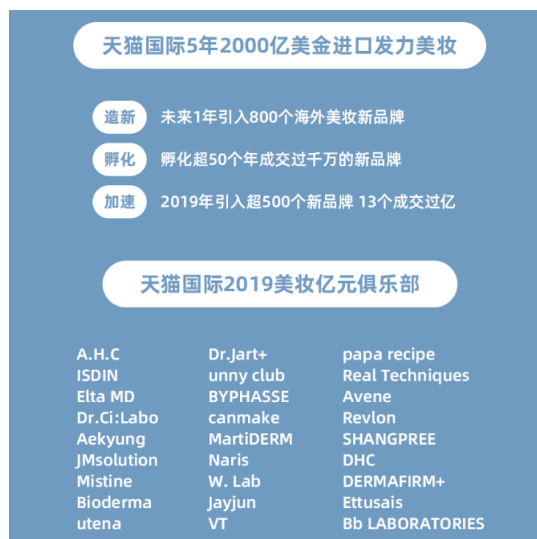 天猫国际5年2000亿美金进口发力美妆
造新 未来1年引入800个海外美妆新品牌
孵化 孵化超50个年成交过千万的新品牌
加速 2019年引入超500个新品牌 13个成交过亿
天猫国际2019美妆亿元俱乐部
A.H.C Dr.Jart+ papa recipe
ISDIN unny club Real Techniques
Elta MD BYPHASSE Avene
Dr.Ci:Labo canmake Revlon
Aekyung MartiDERM SHANGPREE
JMsolution Naris DHC
Mistine W. Lab DERMAFIRM+
Bioderma Jayjun Ettusais
utena VT Bb LABORATORIES